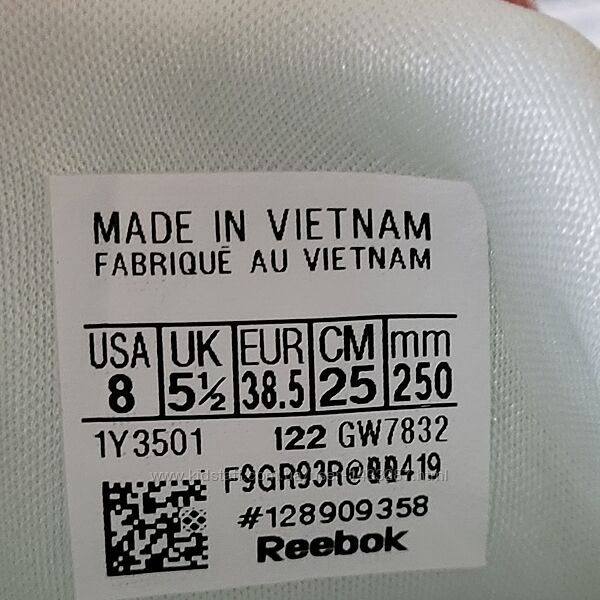 MADE IN VIETNAM
FABRIQUÉ AU VIETNAM
USA UK EUR CM mm
8 5½ 38.5 25 250
1Y3501 122 GW7832
#128909358
Reebok